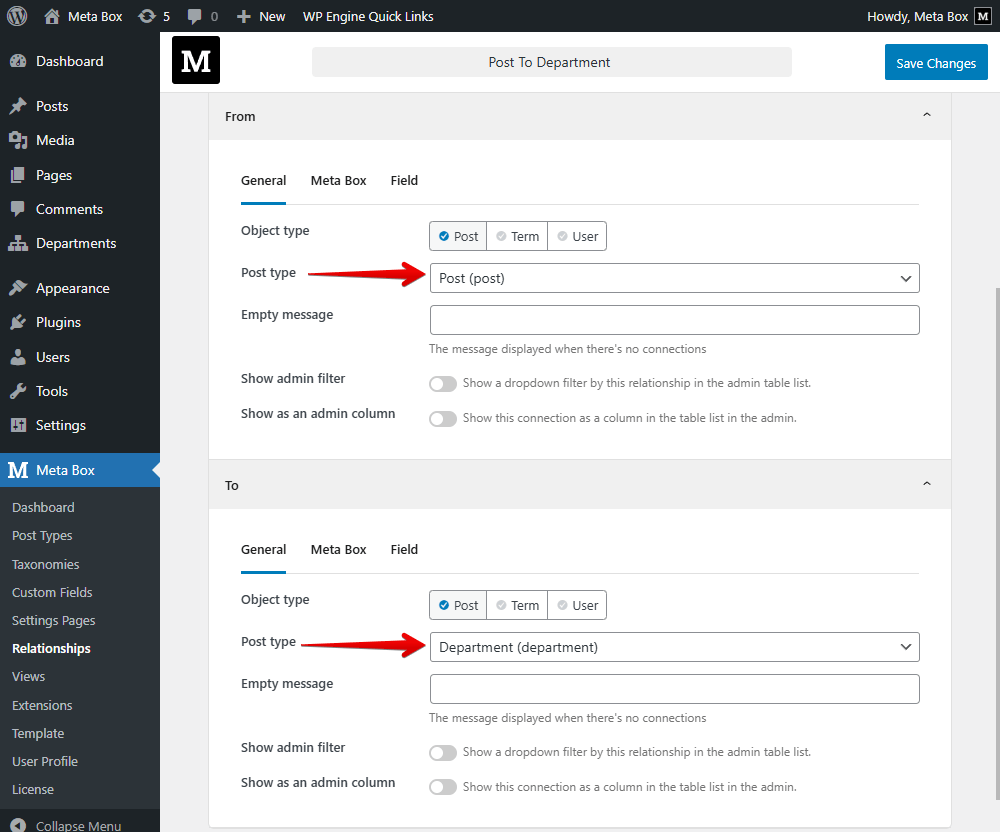 Meta Box 5 0 New WP Engine Quick Links Howdy, Meta Box M
M Post To Department Save Changes
Dashboard
Posts
Media
Pages
Comments
Departments
Appearance
Plugins
Users
Tools
Settings
M Meta Box
Dashboard
Post Types
Taxonomies
Custom Fields
Settings Pages
Relationships
Views
Extensions
Template
User Profile
License
Collapse Menu
From
General Meta Box Field
Object type Post Term User
Post type Post (post)
Empty message
The message displayed when there's no connections
Show admin filter Show a dropdown filter by this relationship in the admin table list.
Show as an admin column Show this connection as a column in the table list in the admin.
To
General Meta Box Field
Object type Post Term User
Post type Department (department)
Empty message
The message displayed when there's no connections
Show admin filter Show a dropdown filter by this relationship in the admin table list.
Show as an admin column Show this connection as a column in the table list in the admin.